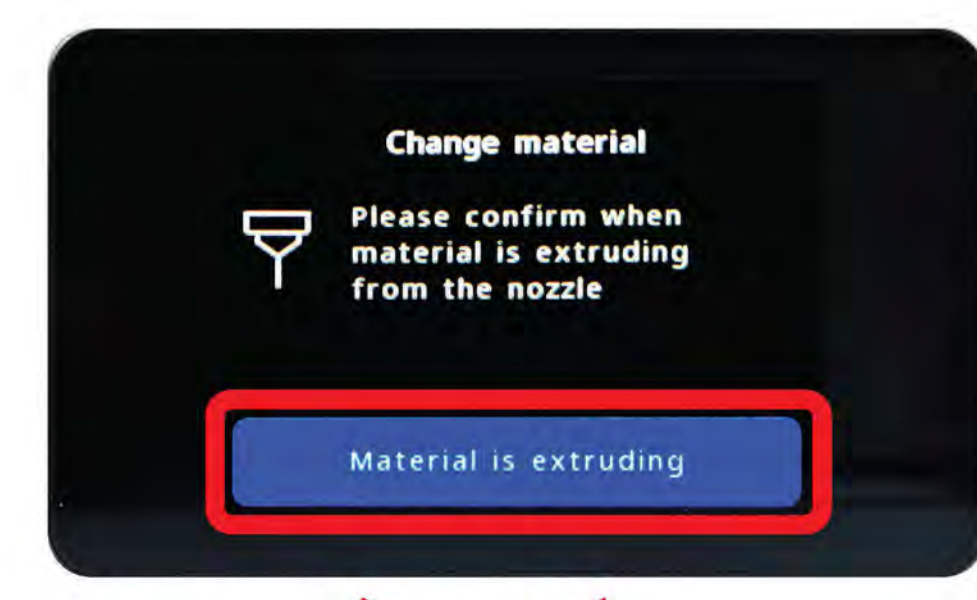 Change material
Please confirm when
material is extruding
from the nozzle
Material is extruding